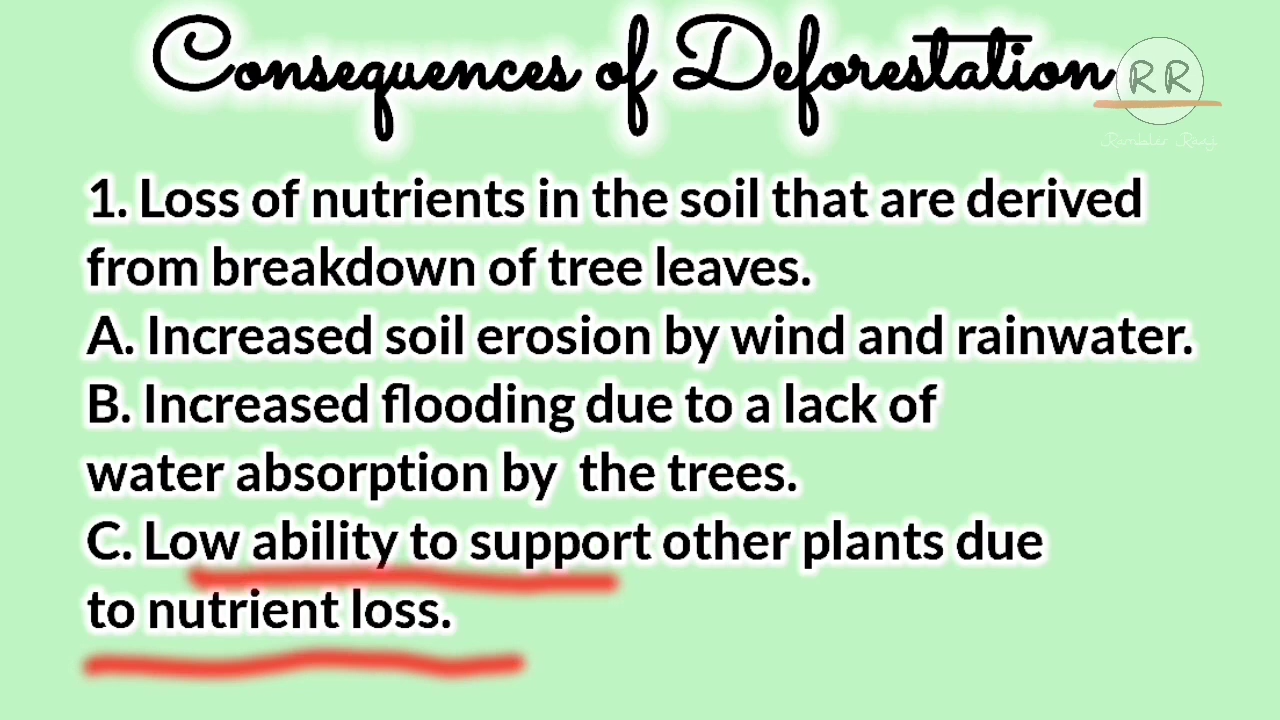 Consequences of Deforestation
RR
Rambler Ravz
1. Loss of nutrients in the soil that are derived
from breakdown of tree leaves.
A. Increased soil erosion by wind and rainwater.
B. Increased flooding due to a lack of
water absorption by the trees.
C. Low ability to support other plants due
to nutrient loss.